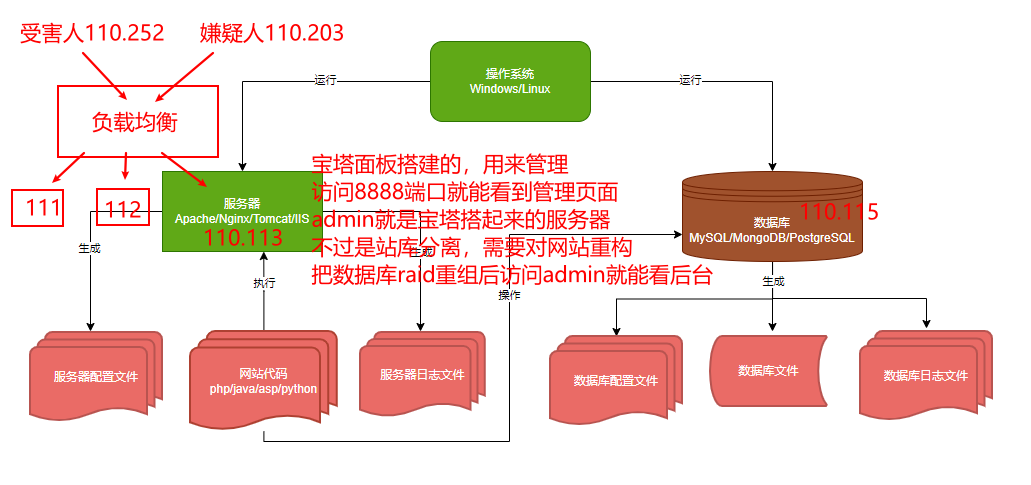 受害人110.252
嫌疑人110.203
操作系统
Windows/Linux
运行
运行
负载均衡
宝塔面板搭建的，用来管理
访问8888端口就能看到管理页面
admin就是宝塔搭起来的服务器
不过是站库分离，需要对网站重构
把数据库raid重组后访问admin就能看后台
111
112
服务器
Apache/Nginx/Tomcat/IIS
110.113
数据库
110.115
MySQL/MongoDB/PostgreSQL
生成
生成
生成
执行
操作
服务器配置文件
网站代码
php/java/asp/python
服务器日志文件
数据库配置文件
数据库文件
数据库日志文件